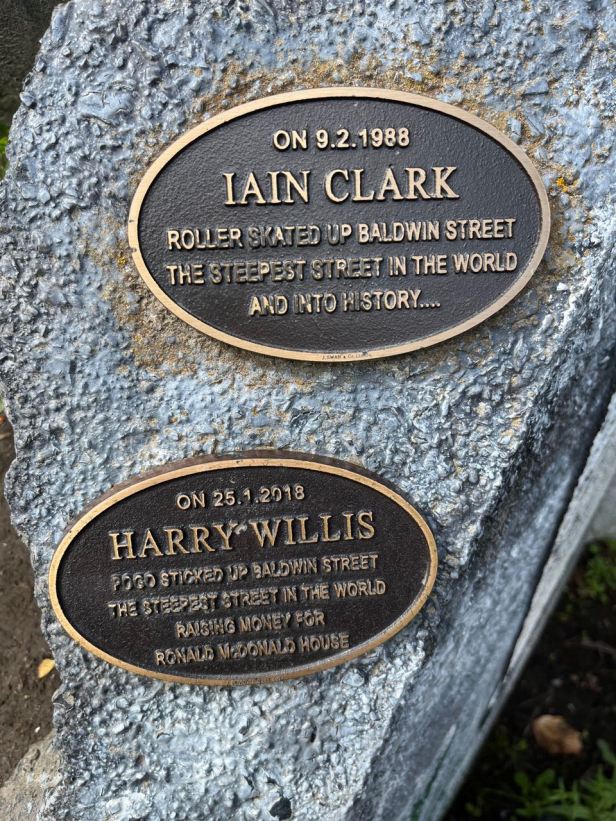 ON 9.2.1988
IAIN CLARK
ROLLER SKATED UP BALDWIN STREET
THE STEEPEST STREET IN THE WORLD
AND INTO HISTORY....
ON 25.1.2018
HARRY WILLIS
POGO STICKED UP BALDWIN STREET
THE STEEPEST STREET IN THE WORLD
RAISING MONEY FOR
RONALD McDONALD HOUSE